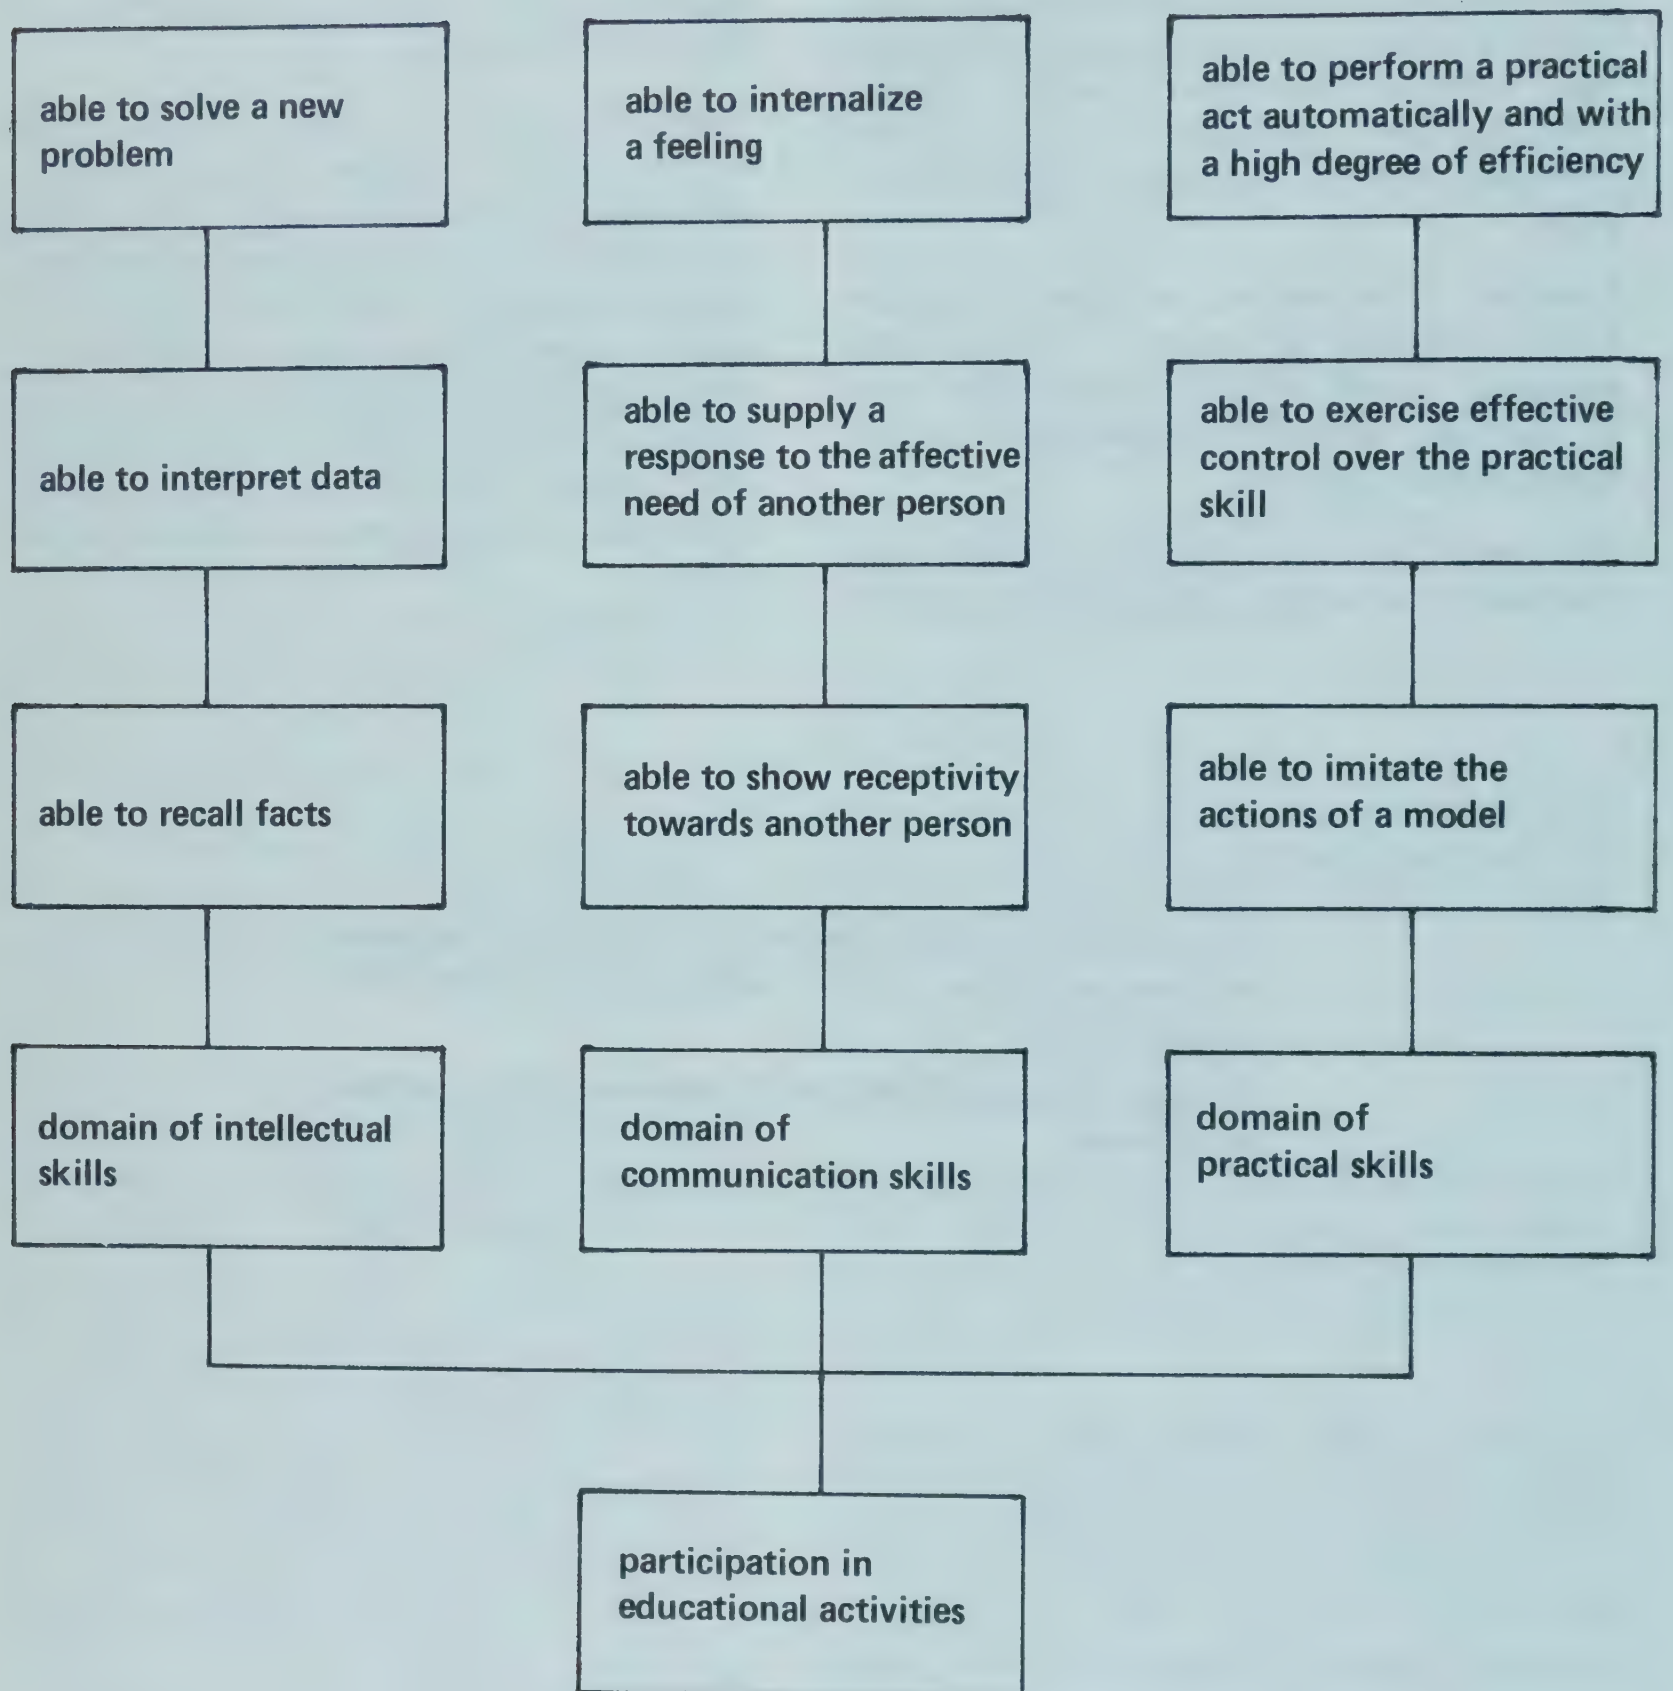 able to solve a new
problem
able to internalize
a feeling
able to perform a practical
act automatically and with
a high degree of efficiency
able to interpret data
able to supply a
response to the affective
need of another person
able to exercise effective
control over the practical
skill
able to recall facts
able to show receptivity
towards another person
able to imitate the
actions of a model
domain of intellectual
skills
domain of
communication skills
domain of
practical skills
participation in
educational activities